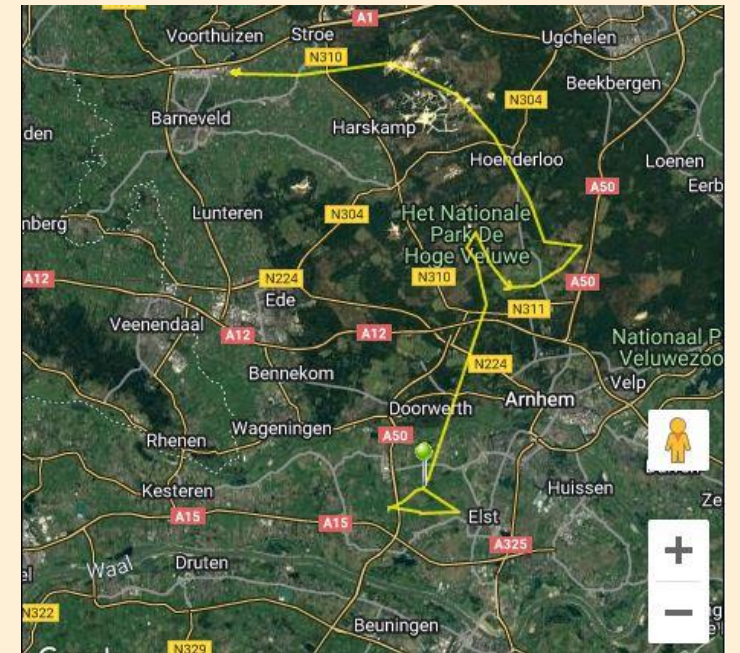 A1
Voorthuizen
Stroe
Ugchelen
N310
Beekbergen
N304
Barneveld
Harskamp
den
Hoenderloo
Loenen
A50
Eerb
Lunteren
N304
Het Nationale
Park De
Hoge Veluwe
nberg
A12
N224
N310
A50
Ede
N311
Veenendaal
A12
A12
Nationaal P
Veluwezoo
N224
Bennekom
Velp
Arnhem
Doorwerth
A50
Wageningen
Rhenen
Kesteren
Huissen
Ze
A15
A15
Elst
A325
Waal
Druten
el
N322
Beuningen
N329
+
−